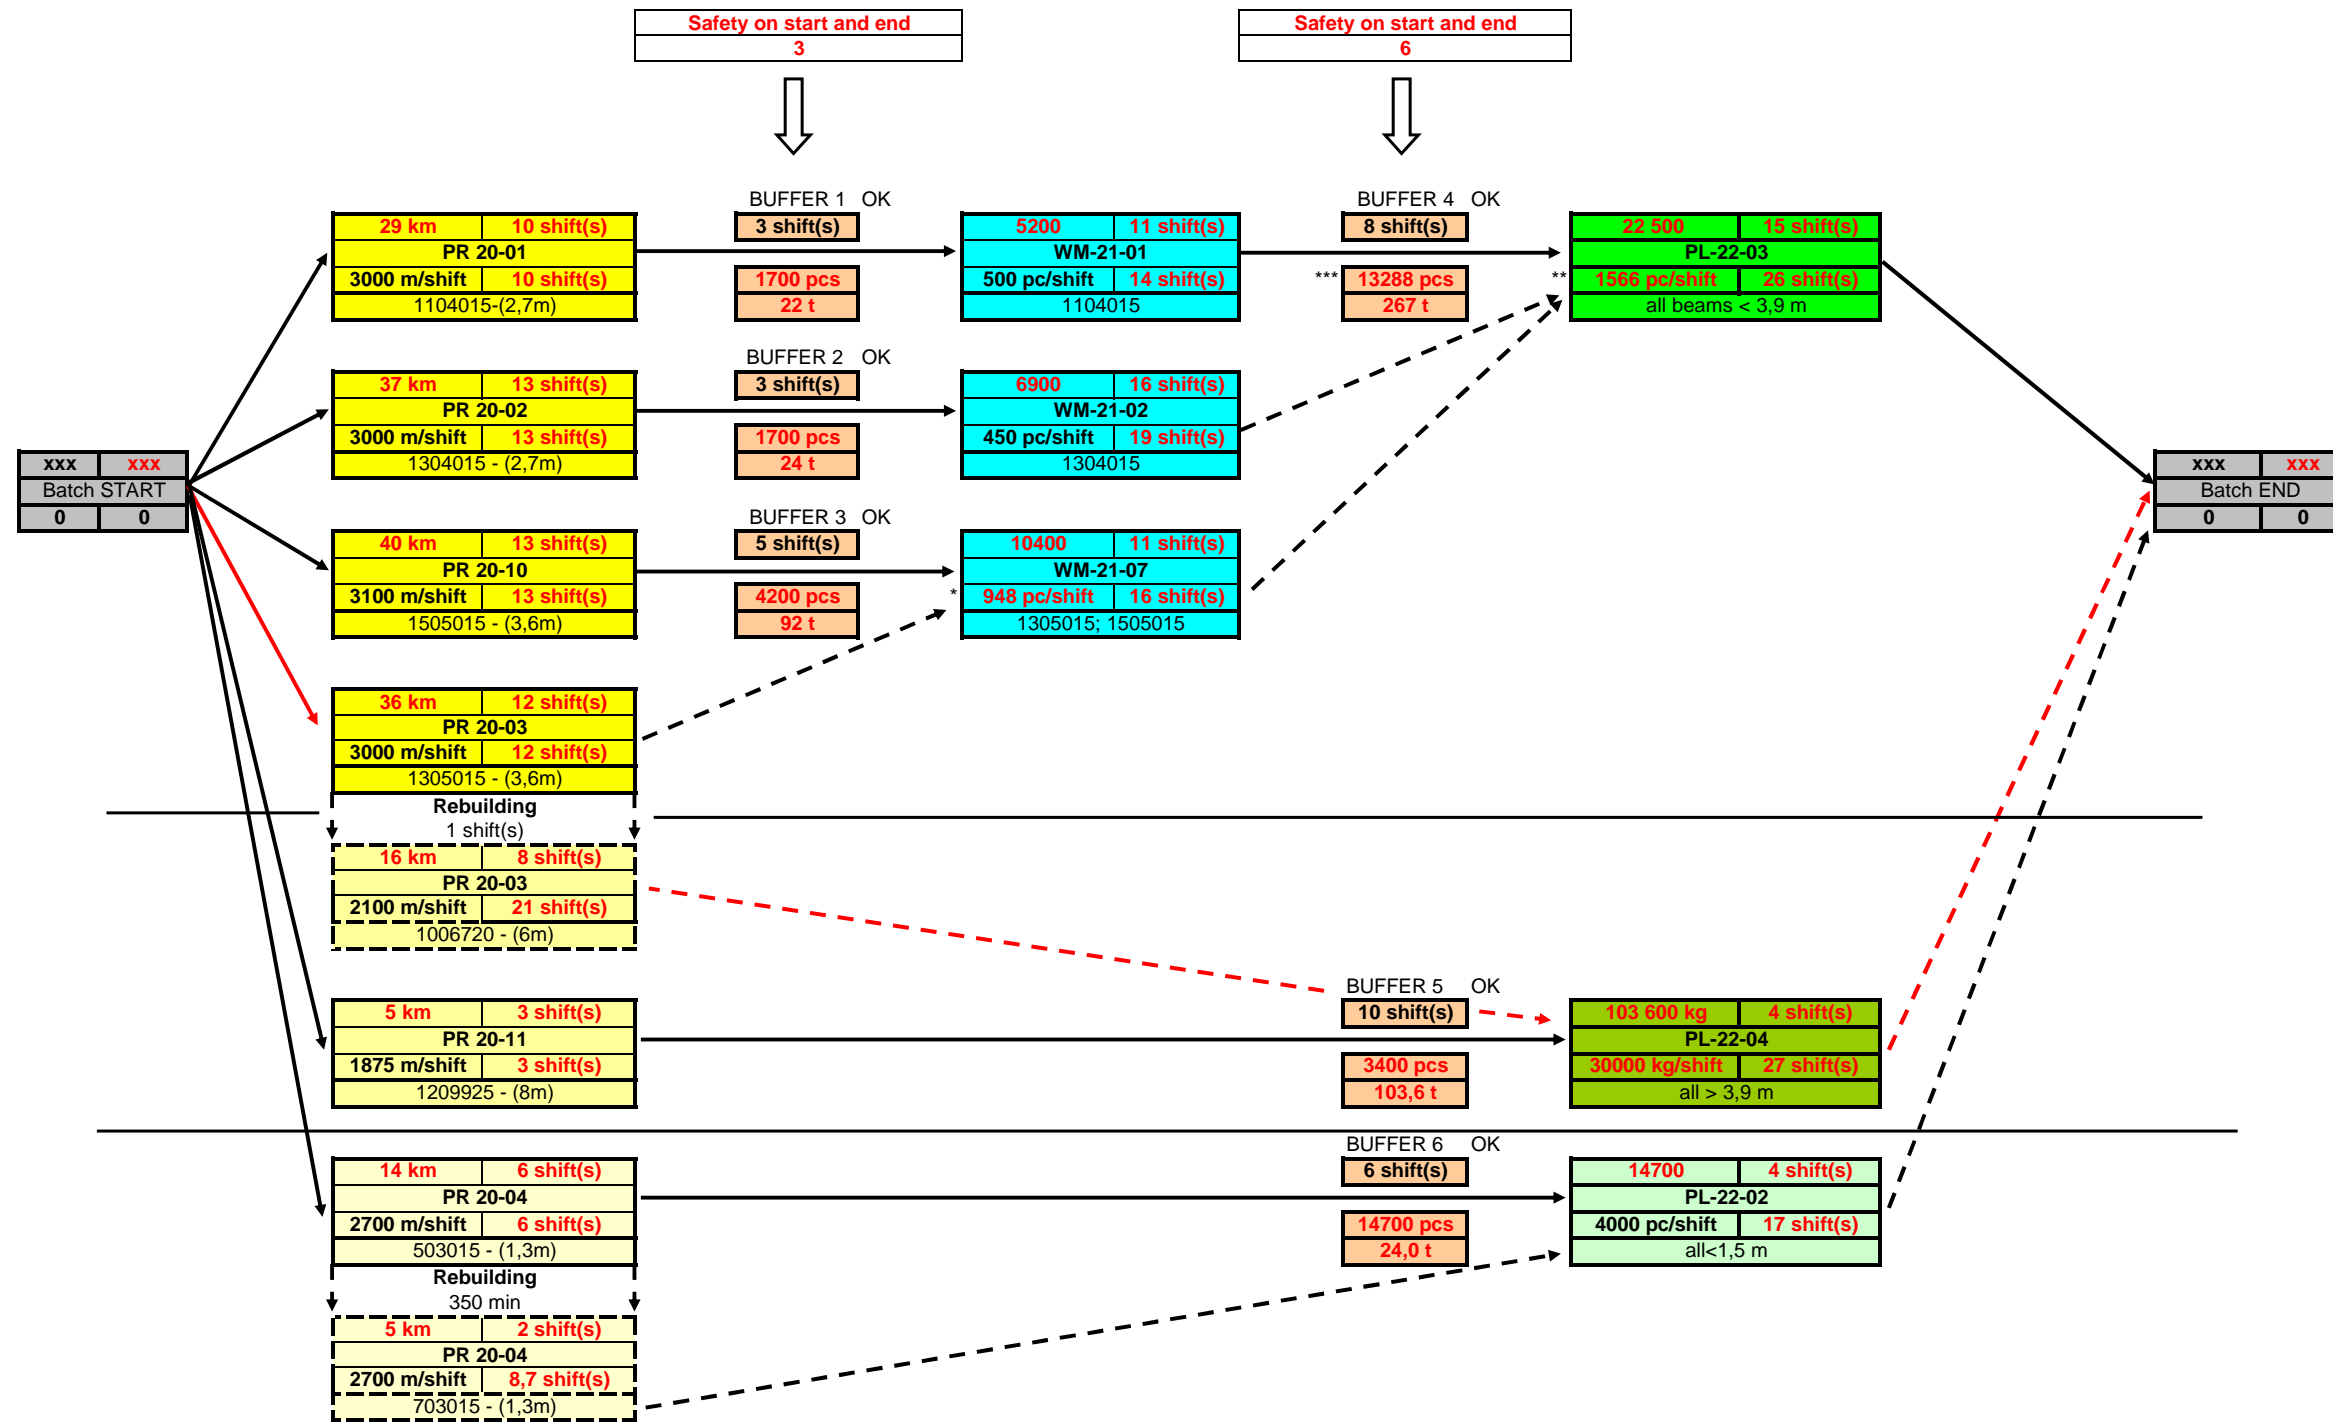 Safety on start and end
3
Safety on start and end
6
BUFFER 1 OK
BUFFER 4 OK
29 km 10 shift(s)
PR 20-01
3000 m/shift 10 shift(s)
1104015-(2,7m)
3 shift(s)
1700 pcs
22 t
5200 11 shift(s)
WM-21-01
500 pc/shift 14 shift(s)
1104015
8 shift(s)
*** 13288 pcs
267 t
22 500 15 shift(s)
PL-22-03
** 1566 pc/shift 26 shift(s)
all beams < 3,9 m
BUFFER 2 OK
37 km 13 shift(s)
PR 20-02
3000 m/shift 13 shift(s)
1304015 - (2,7m)
3 shift(s)
1700 pcs
24 t
6900 16 shift(s)
WM-21-02
450 pc/shift 19 shift(s)
1304015
xxx xxx
Batch START
0 0
xxx xxx
Batch END
0 0
BUFFER 3 OK
40 km 13 shift(s)
PR 20-10
3100 m/shift 13 shift(s)
1505015 - (3,6m)
5 shift(s)
4200 pcs
92 t
10400 11 shift(s)
WM-21-07
* 948 pc/shift 16 shift(s)
1305015; 1505015
36 km 12 shift(s)
PR 20-03
3000 m/shift 12 shift(s)
1305015 - (3,6m)
Rebuilding
1 shift(s)
16 km 8 shift(s)
PR 20-03
2100 m/shift 21 shift(s)
1006720 - (6m)
BUFFER 5 OK
5 km 3 shift(s)
PR 20-11
1875 m/shift 3 shift(s)
1209925 - (8m)
10 shift(s)
3400 pcs
103,6 t
103 600 kg 4 shift(s)
PL-22-04
30000 kg/shift 27 shift(s)
all > 3,9 m
BUFFER 6 OK
14 km 6 shift(s)
PR 20-04
2700 m/shift 6 shift(s)
503015 - (1,3m)
6 shift(s)
14700 pcs
24,0 t
14700 4 shift(s)
PL-22-02
4000 pc/shift 17 shift(s)
all<1,5 m
Rebuilding
350 min
5 km 2 shift(s)
PR 20-04
2700 m/shift 8,7 shift(s)
703015 - (1,3m)